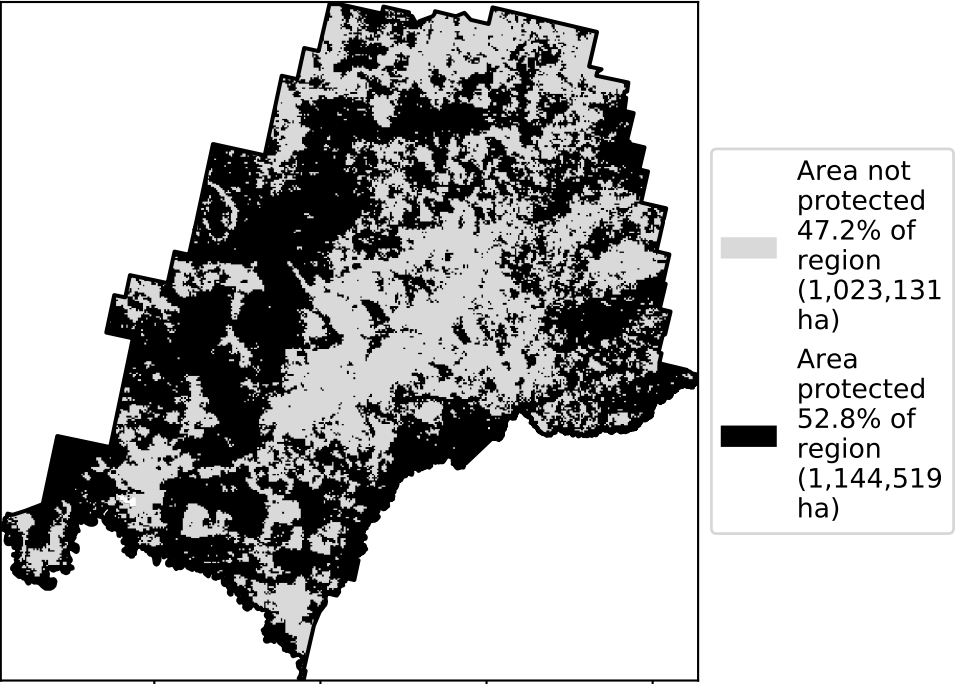 Area not
protected
47.2% of
region
(1,023,131
ha)
Area
protected
52.8% of
region
(1,144,519
ha)